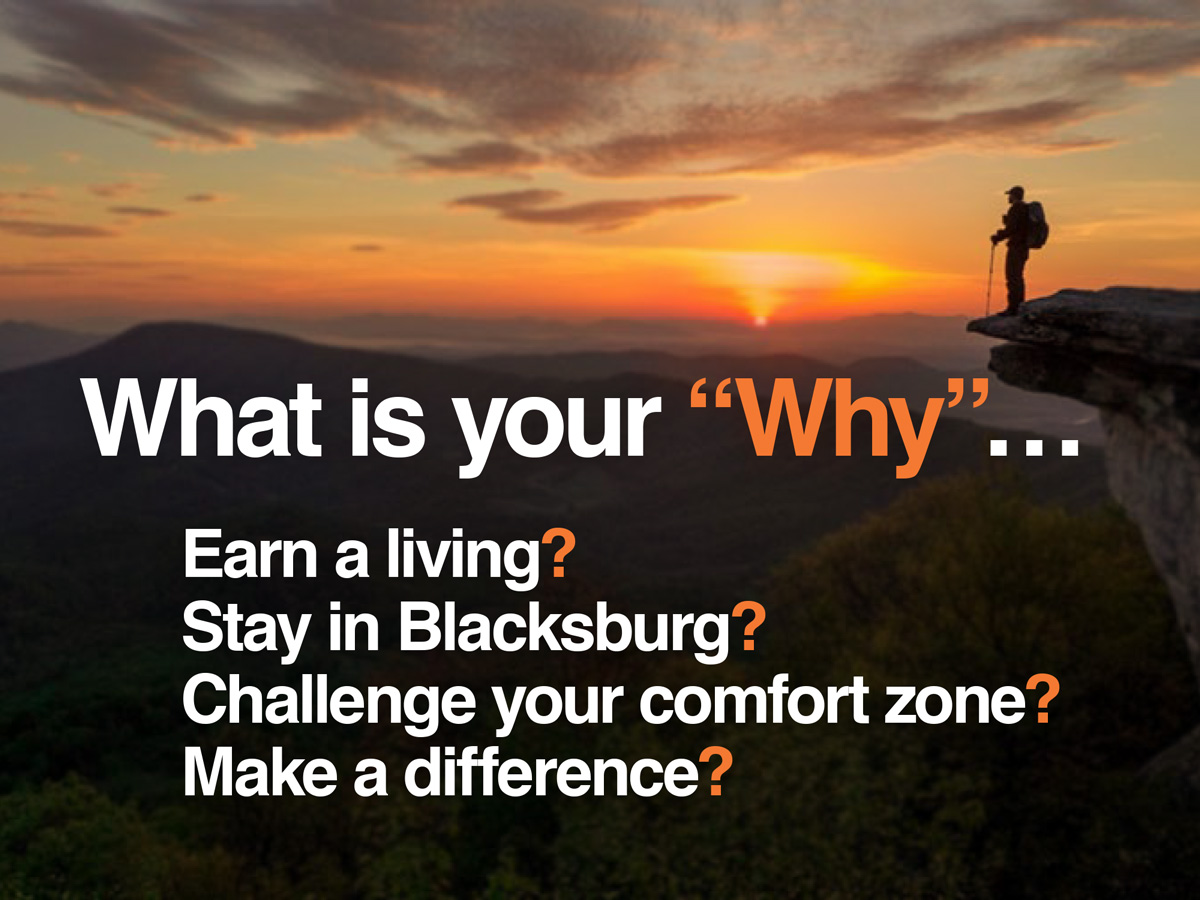 What is your “Why”…
Earn a living?
Stay in Blacksburg?
Challenge your comfort zone?
Make a difference?